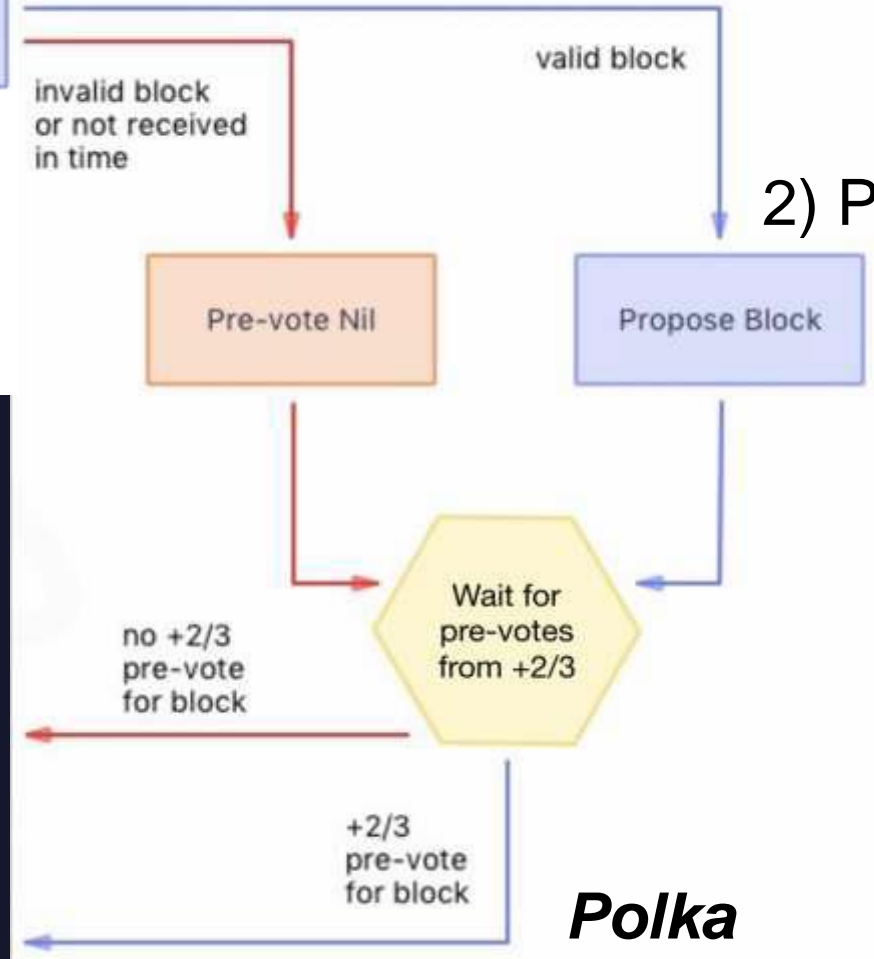 valid block
invalid block
or not received
in time
2) P
Pre-vote Nil
Propose Block
Wait for
pre-votes
from +2/3
no +2/3
pre-vote
for block
+2/3
pre-vote
for block
Polka